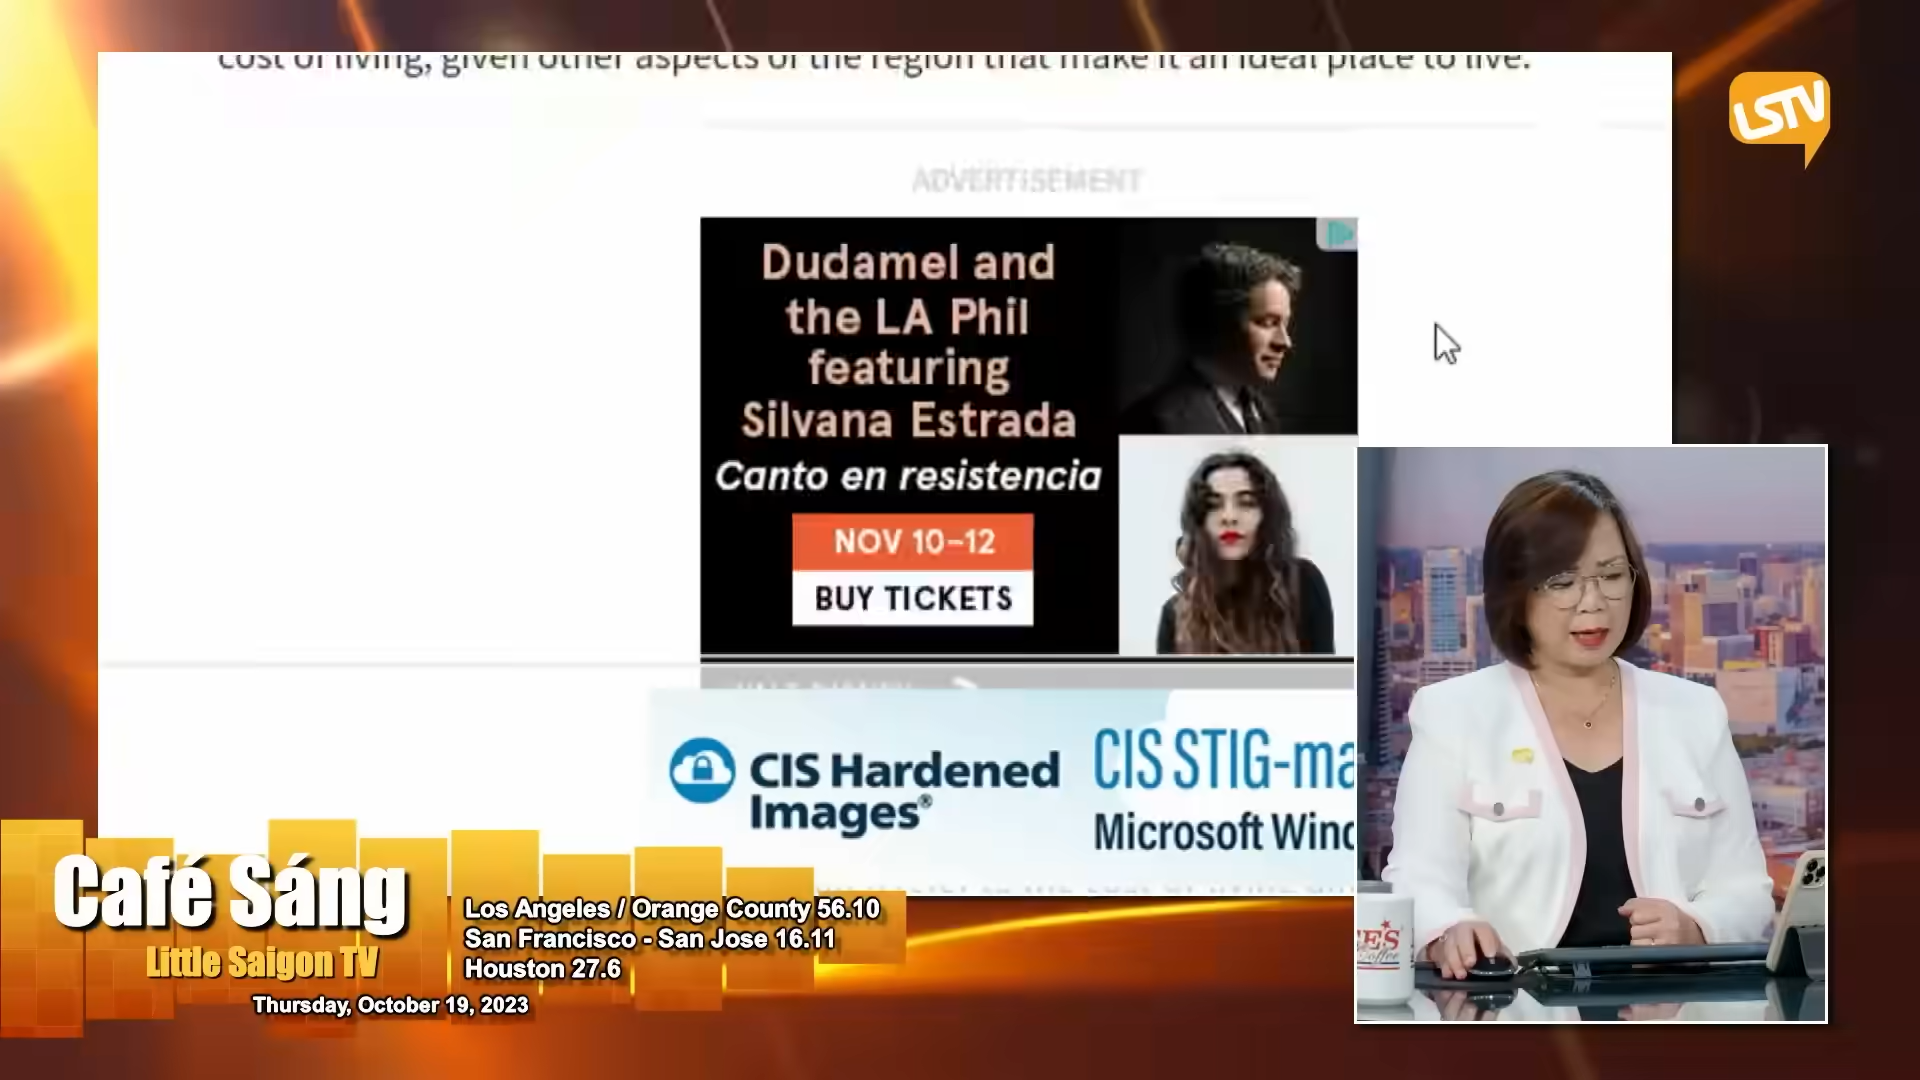 cost of living, given other aspects of the region that make it an ideal place to live.
LSTV
ADVERTISEMENT
Dudamel and
the LA Phil
featuring
Silvana Estrada
Canto en resistencia
NOV 10–12
BUY TICKETS
CIS Hardened
Images®
CIS STIG-ma
Microsoft Winc
Café Sáng
Little Saigon TV
Los Angeles / Orange County 56.10
San Francisco - San Jose 16.11
Houston 27.6
Thursday, October 19, 2023